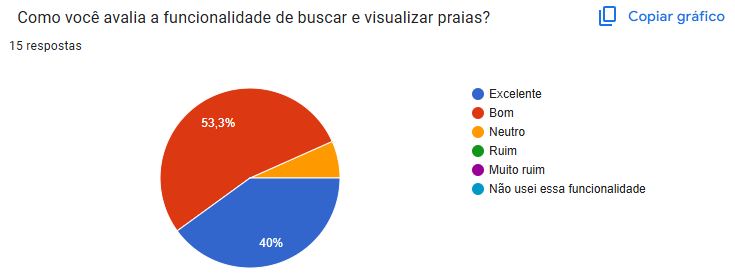 Como você avalia a funcionalidade de buscar e visualizar praias?
Copiar gráfico
15 respostas
Excelente
Bom
Neutro
Ruim
Muito ruim
Não usei essa funcionalidade
53,3%
40%